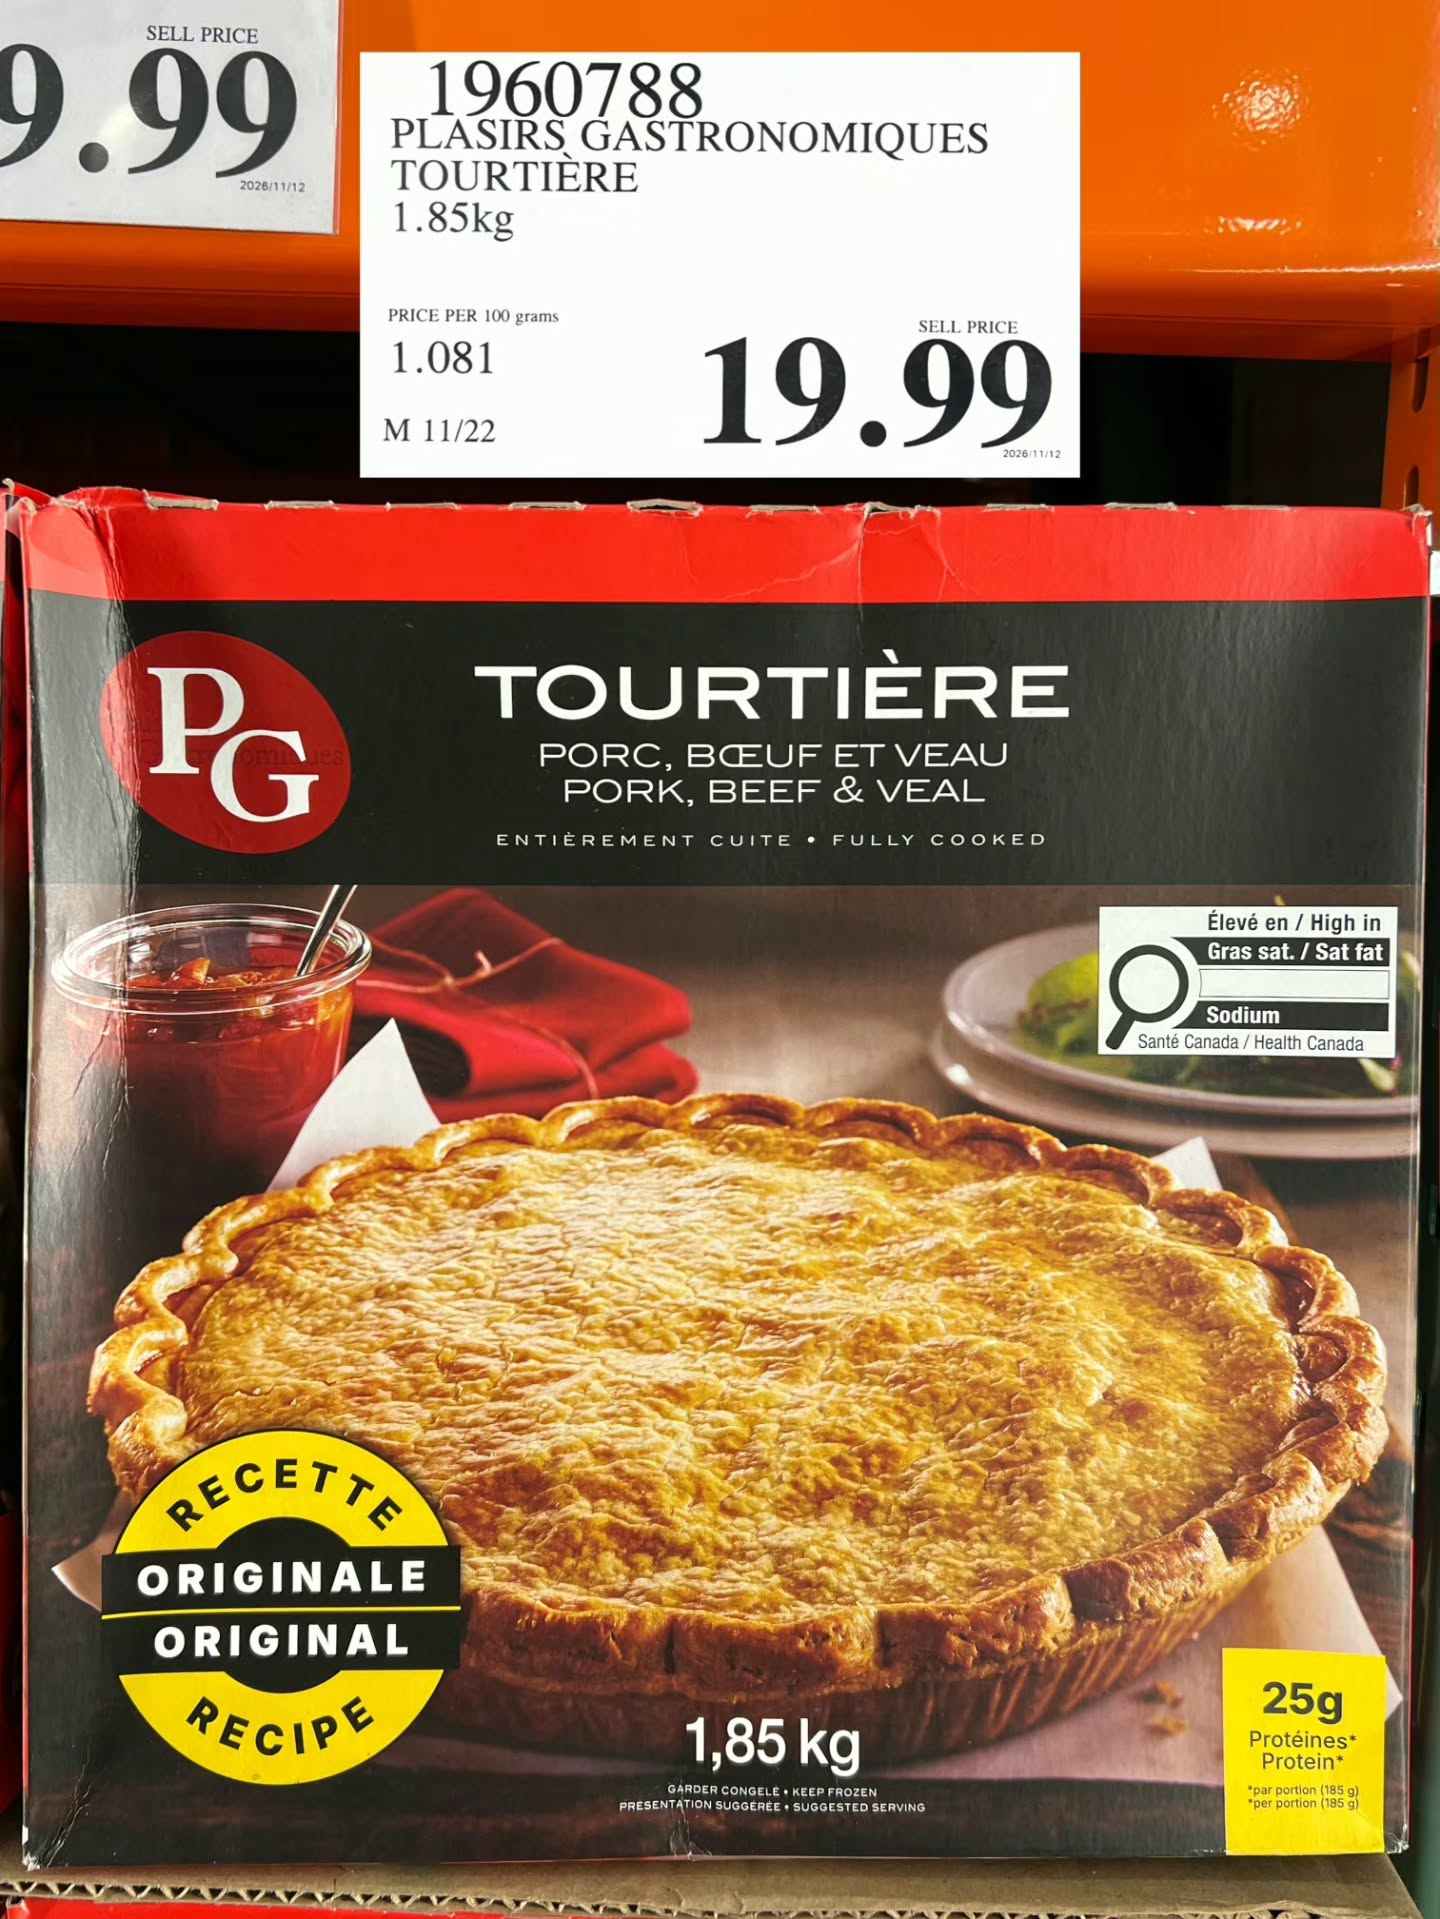 SELL PRICE
9.99
2026/11/12
1960788
PLASIRS GASTRONOMIQUES
TOURTIÈRE
1.85kg
PRICE PER 100 grams
1.081
M 11/22
SELL PRICE
19.99
2026/11/12
PG
TOURTIÈRE
PORC, BŒUF ET VEAU
PORK, BEEF & VEAL
ENTIÈREMENT CUITE • FULLY COOKED
Élevé en / High in
Gras sat. / Sat fat
Sodium
Santé Canada / Health Canada
RECETTE
ORIGINALE
ORIGINAL
RECIPE
1,85 kg
GARDER CONGELÉ • KEEP FROZEN
PRÉSENTATION SUGGÉRÉE • SUGGESTED SERVING
25g
Protéines*
Protein*
*par portion (185 g)
*per portion (185 g)